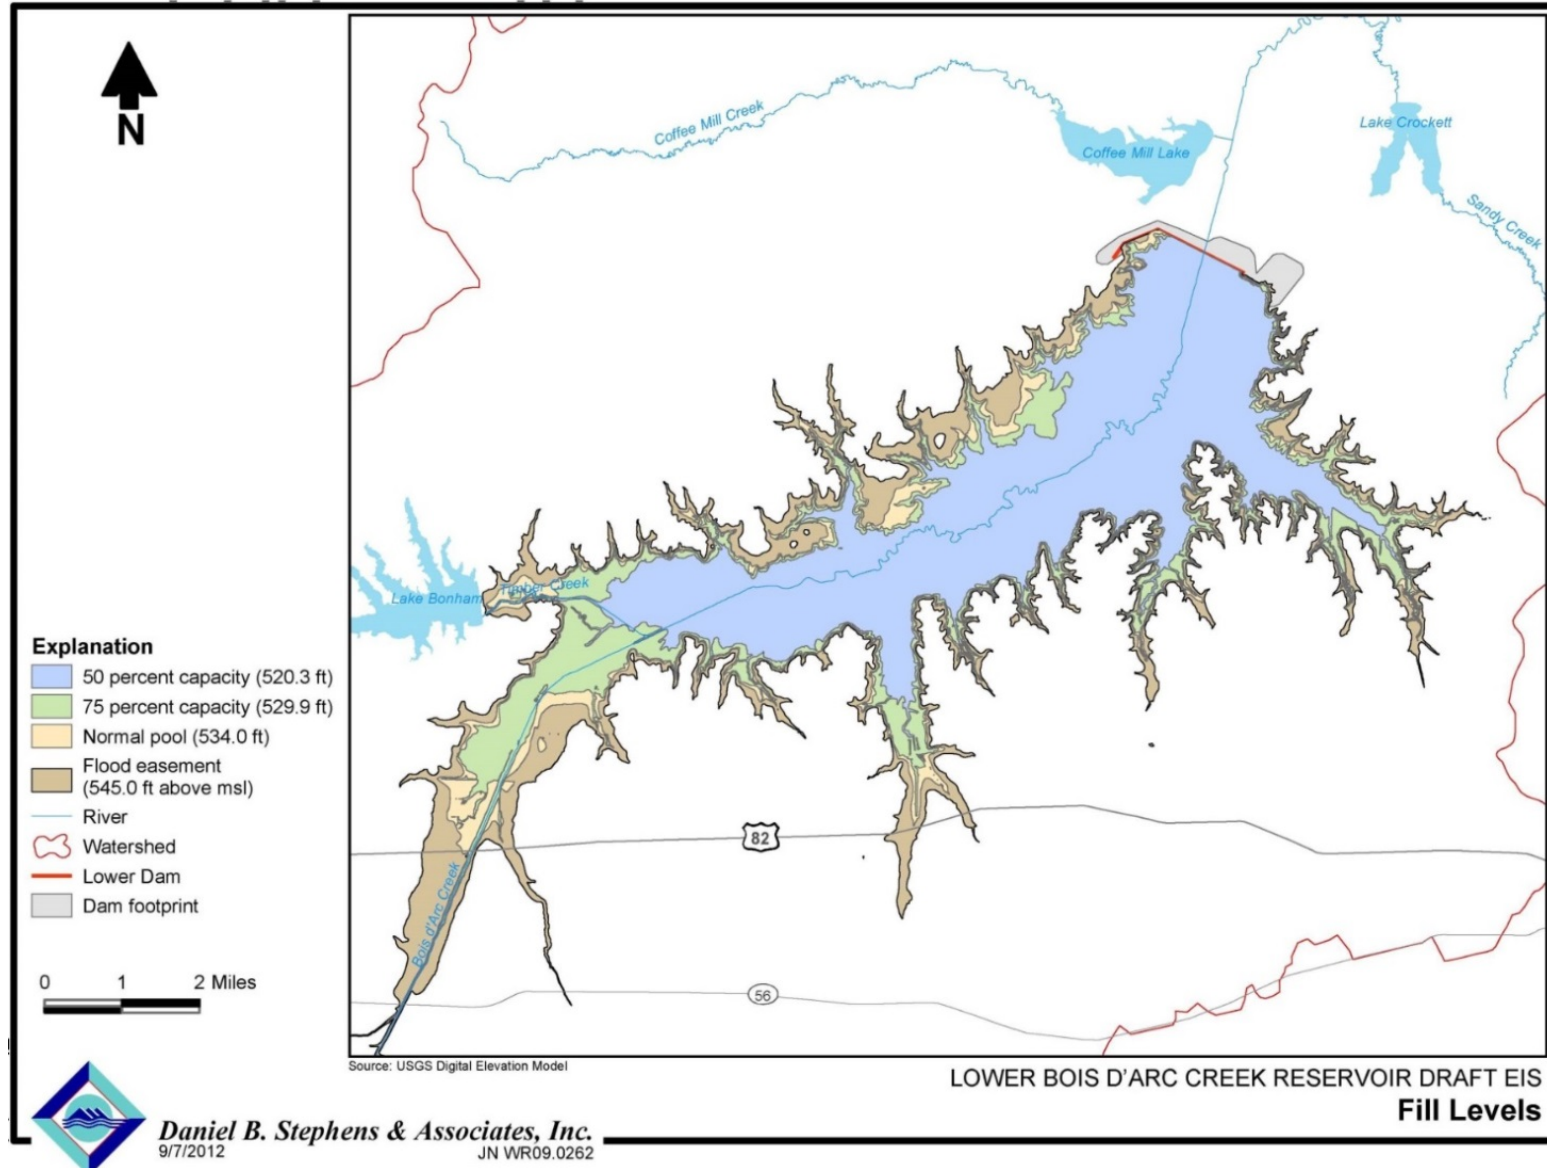 N
Coffee Mill Creek
Coffee Mill Lake
Lake Crockett
Sandy Creek
Timber Creek
Lake Bonham
82
Bois d'Arc Creek
56
Explanation
50 percent capacity (520.3 ft)
75 percent capacity (529.9 ft)
Normal pool (534.0 ft)
Flood easement
(545.0 ft above msl)
River
Watershed
Lower Dam
Dam footprint
0 1 2 Miles
Source: USGS Digital Elevation Model
LOWER BOIS D'ARC CREEK RESERVOIR DRAFT EIS
Fill Levels
Daniel B. Stephens & Associates, Inc.
9/7/2012 JN WR09.0262